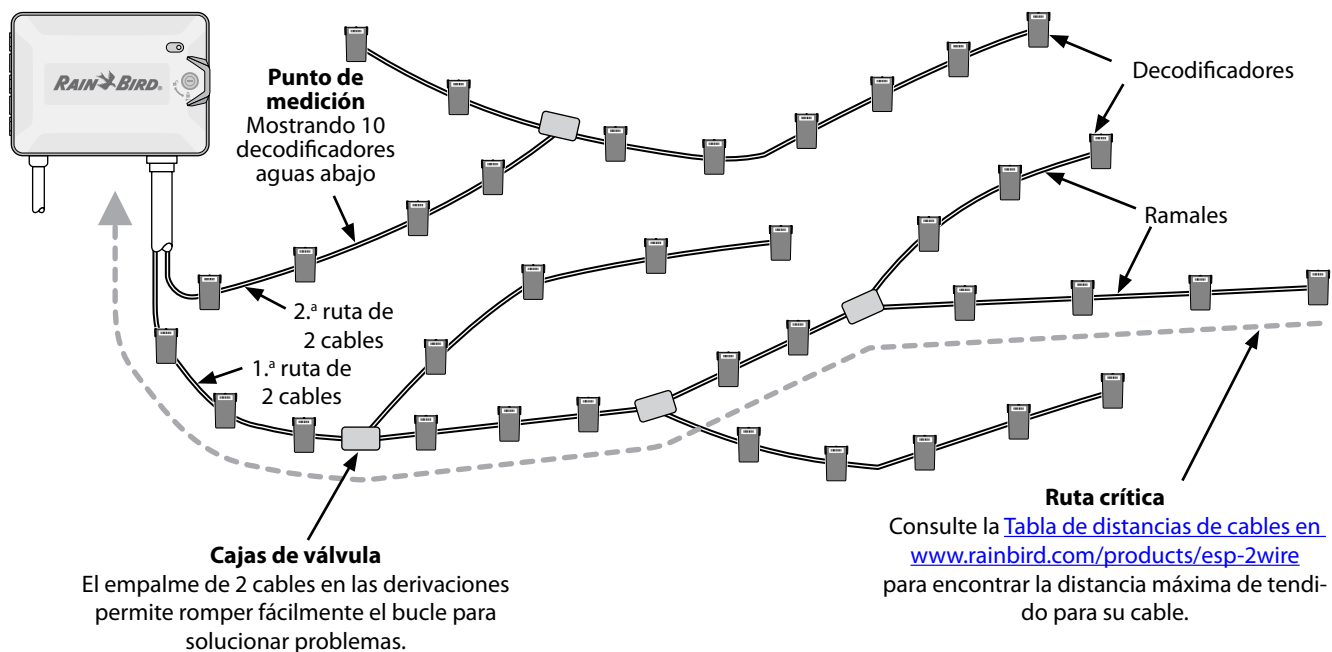 RAIN BIRD.
Punto de
medición
Mostrando 10
decodificadores
aguas abajo
Decodificadores
Ramales
2.ª ruta de
2 cables
1.ª ruta de
2 cables
Cajas de válvula
El empalme de 2 cables en las derivaciones
permite romper fácilmente el bucle para
solucionar problemas.
Ruta crítica
Consulte la Tabla de distancias de cables en
www.rainbird.com/products/esp-2wire
para encontrar la distancia máxima de tendi-
do para su cable.